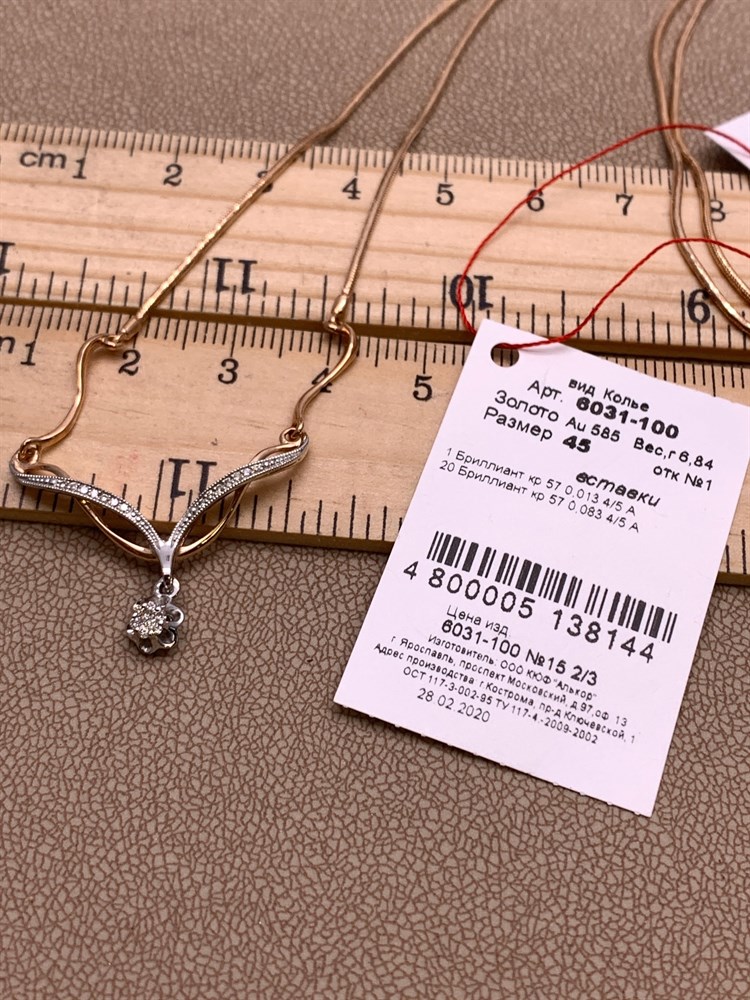 cm 1 2 3 4 5 6 7 8
11 10 9
1 2 3 4 5
11
вид Колье
Арт. 6031-100
Золото Au 585 Вес,г 6,84
Размер 45 отк №1
вставки
1 Бриллиант кр 57 0,013 4/5 А
20 Бриллиант кр 57 0,083 4/5 А
4 800005 138144
Цена изд.
6031-100 №15 2/3
Изготовитель: ООО КЮФ "Алькор"
г. Ярославль, проспект Московский, д.97,оф. 13
Адрес производства: г.Кострома, пр-д Ключевской, 1
ОСТ 117-3-002-95 ТУ 117-4.-2009-2002
28.02.2020